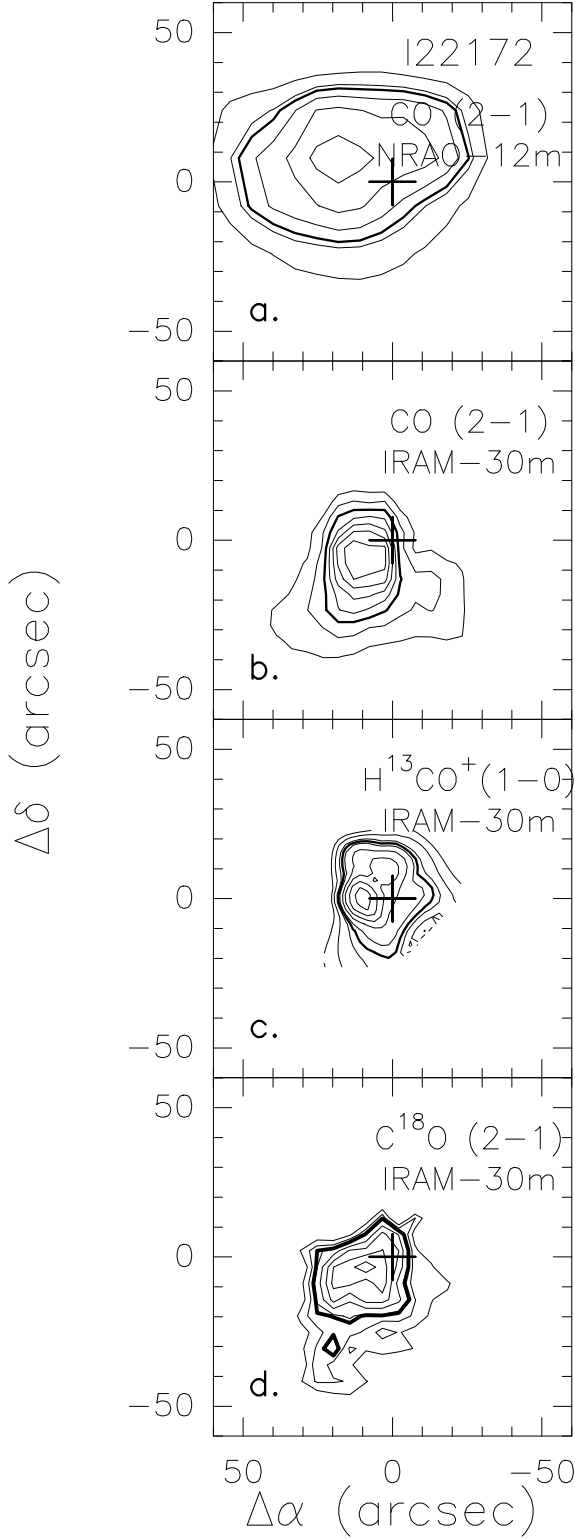 50
I22172
CO (2−1)
NRAO−12m
0
−50
a.
50
CO (2−1)
IRAM−30m
0
−50
b.
50
H¹³CO⁺(1−0)
IRAM−30m
0
−50
c.
50
C¹⁸O (2−1)
IRAM−30m
0
−50
d.
50 0 −50
Δα (arcsec)
Δδ (arcsec)